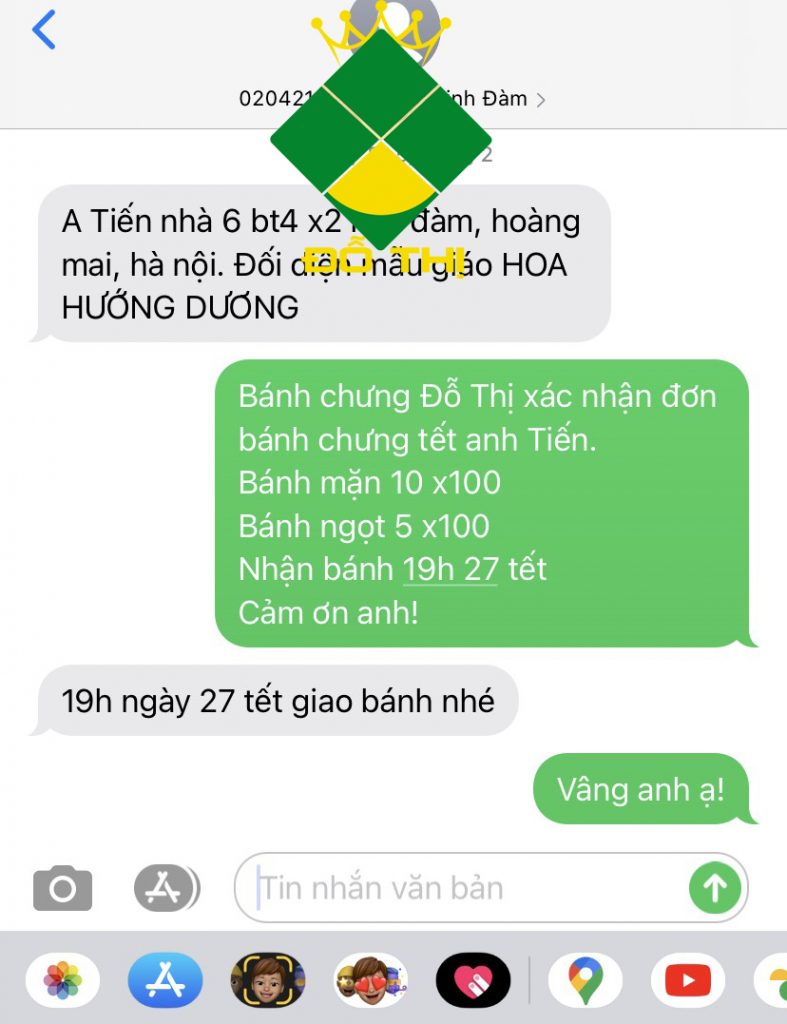 020421
inh Đàm
2
A Tiến nhà 6 bt4 x2 đàm, hoàng
mai, hà nội. Đối diện mẫu giáo HOA
HƯỚNG DƯƠNG
ĐỖ THỊ
Bánh chưng Đỗ Thị xác nhận đơn
bánh chưng tết anh Tiến.
Bánh mặn 10 x100
Bánh ngọt 5 x100
Nhận bánh 19h 27 tết
Cảm ơn anh!
19h ngày 27 tết giao bánh nhé
Vâng anh ạ!
Tin nhắn văn bản